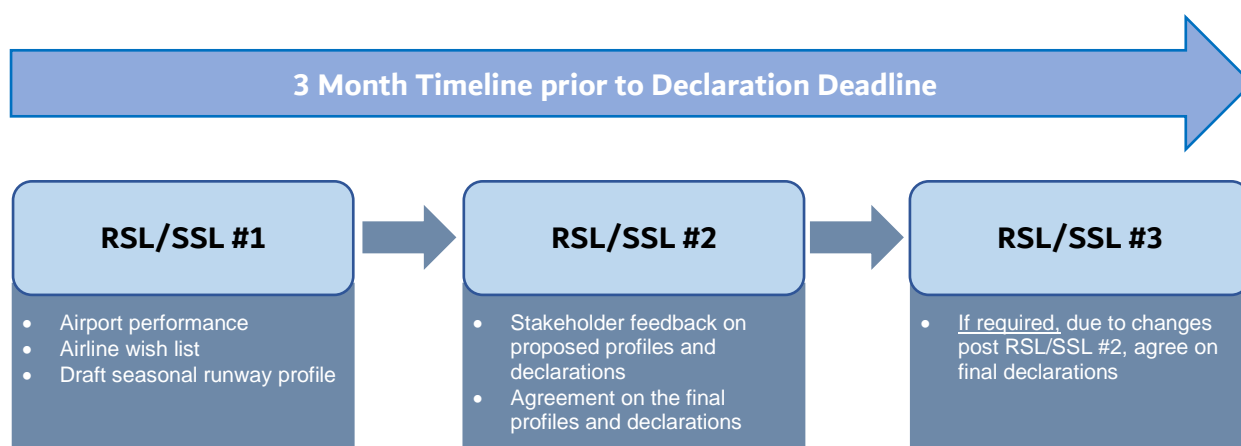 3 Month Timeline prior to Declaration Deadline
RSL/SSL #1
• Airport performance
• Airline wish list
• Draft seasonal runway profile
RSL/SSL #2
• Stakeholder feedback on
proposed profiles and
declarations
• Agreement on the final
profiles and declarations
RSL/SSL #3
• If required, due to changes
post RSL/SSL #2, agree on
final declarations